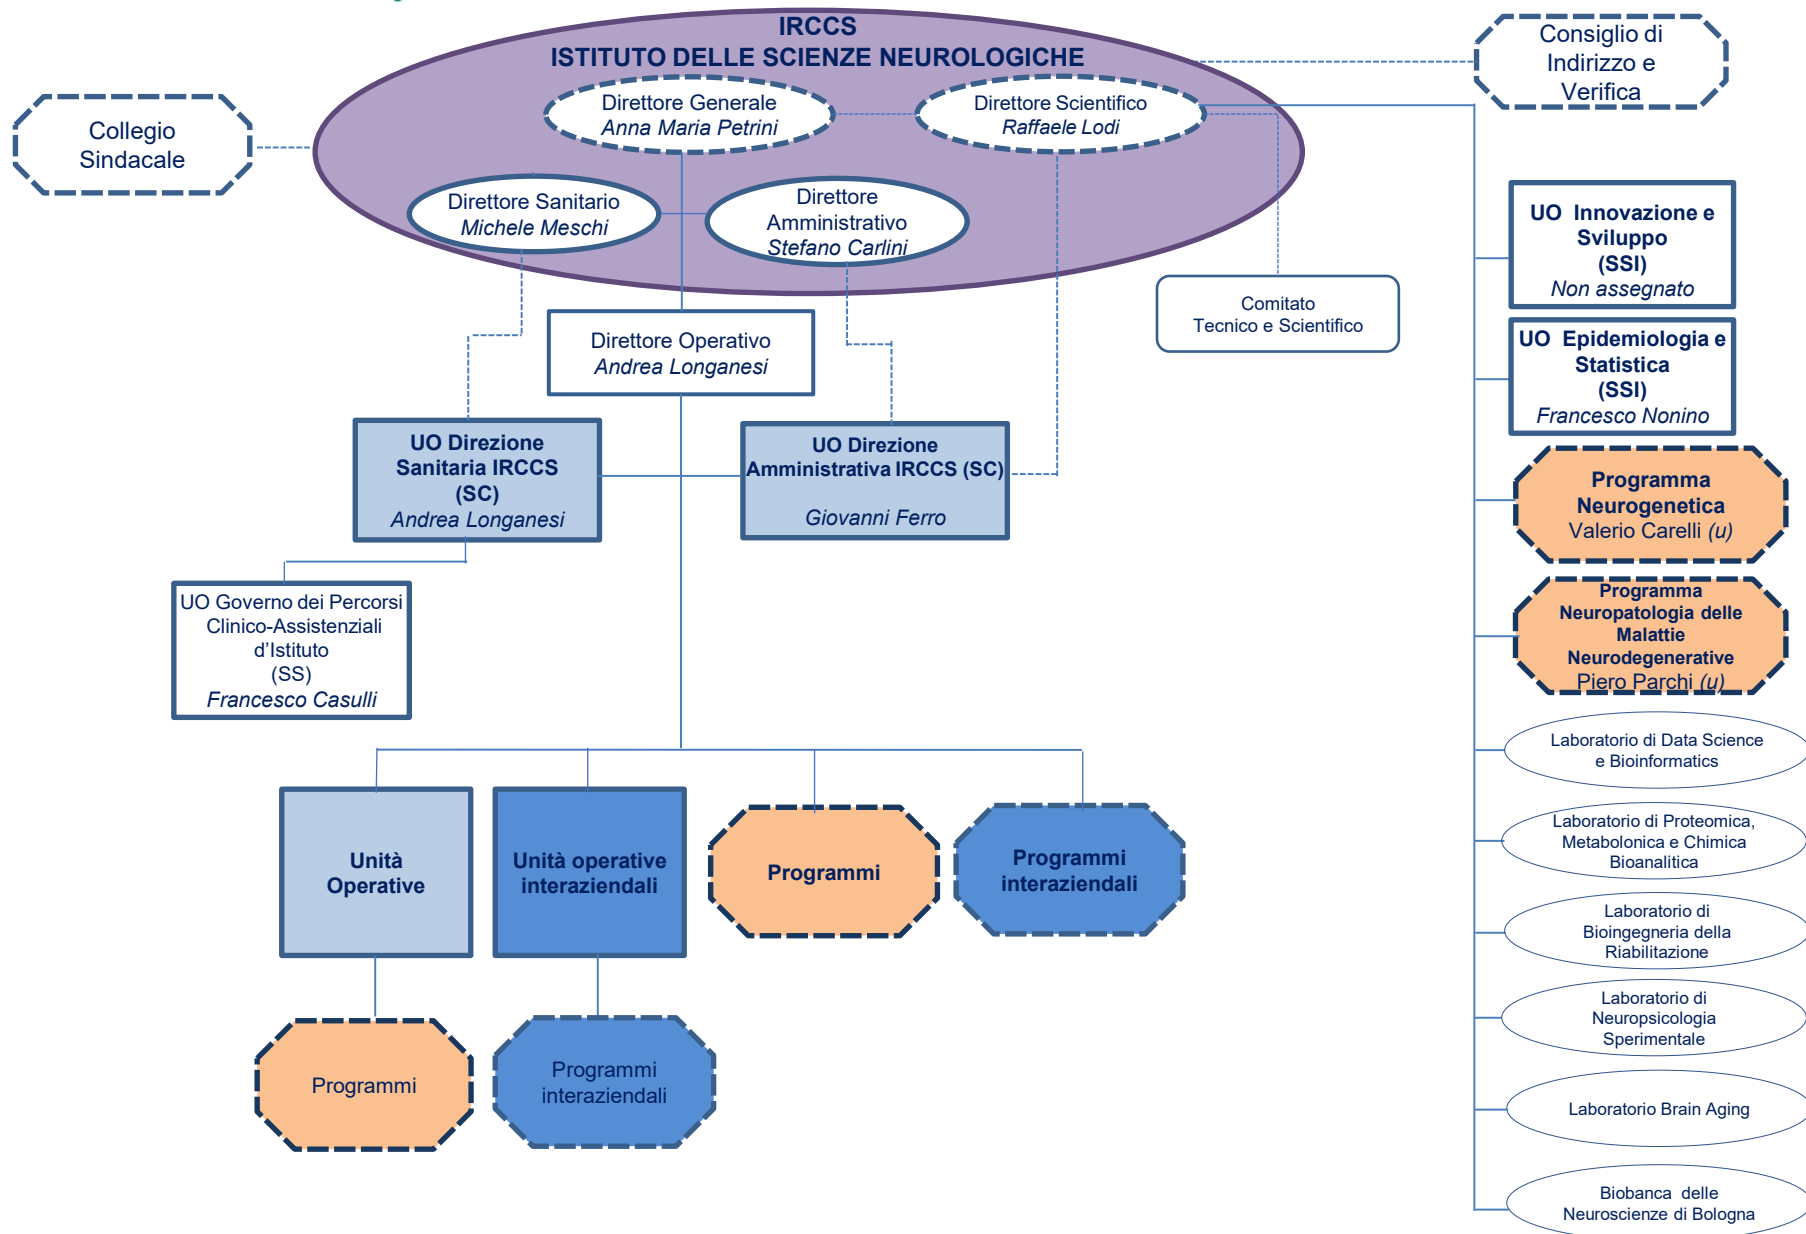 IRCCS
ISTITUTO DELLE SCIENZE NEUROLOGICHE
Consiglio di
Indirizzo e
Verifica
Direttore Generale
Anna Maria Petrini
Direttore Scientifico
Raffaele Lodi
Collegio
Sindacale
Direttore Sanitario
Michele Meschi
Direttore
Amministrativo
Stefano Carlini
UO Innovazione e
Sviluppo
(SSI)
Non assegnato
Comitato
Tecnico e Scientifico
Direttore Operativo
Andrea Longanesi
UO Epidemiologia e
Statistica
(SSI)
Francesco Nonino
UO Direzione
Sanitaria IRCCS
(SC)
Andrea Longanesi
UO Direzione
Amministrativa IRCCS (SC)
Giovanni Ferro
Programma
Neurogenetica
Valerio Carelli (u)
UO Governo dei Percorsi
Clinico-Assistenziali
d'Istituto
(SS)
Francesco Casulli
Programma
Neuropatologia delle
Malattie
Neurodegenerative
Piero Parchi (u)
Laboratorio di Data Science
e Bioinformatics
Unità
Operative
Unità operative
interaziendali
Programmi
Programmi
interaziendali
Laboratorio di Proteomica,
Metabolonica e Chimica
Bioanalitica
Laboratorio di
Bioingegneria della
Riabilitazione
Laboratorio di
Neuropsicologia
Sperimentale
Programmi
Programmi
interaziendali
Laboratorio Brain Aging
Biobanca delle
Neuroscienze di Bologna